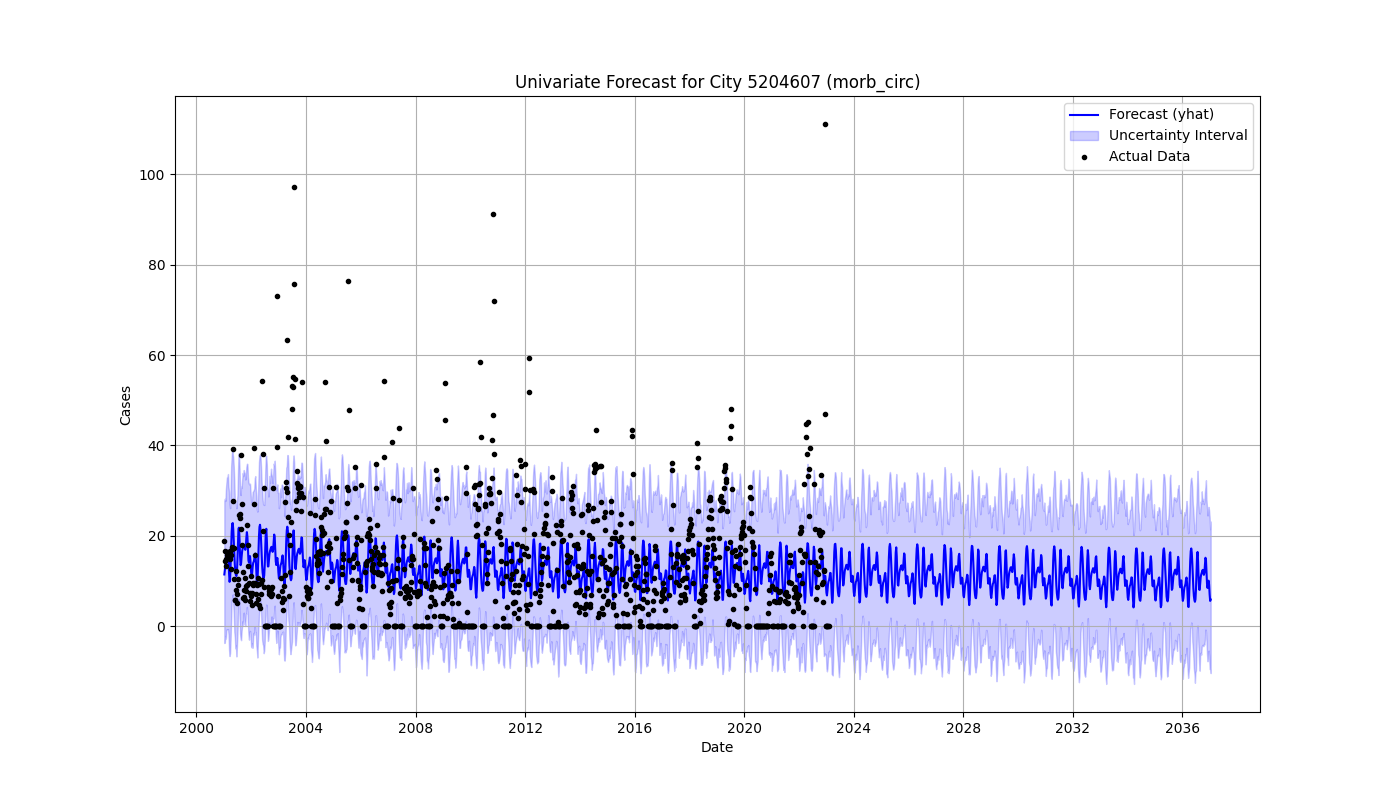 Univariate Forecast for City 5204607 (morb_circ)
Forecast (yhat)
Uncertainty Interval
Actual Data
Cases
100
80
60
40
20
0
2000 2004 2008 2012 2016 2020 2024 2028 2032 2036
Date